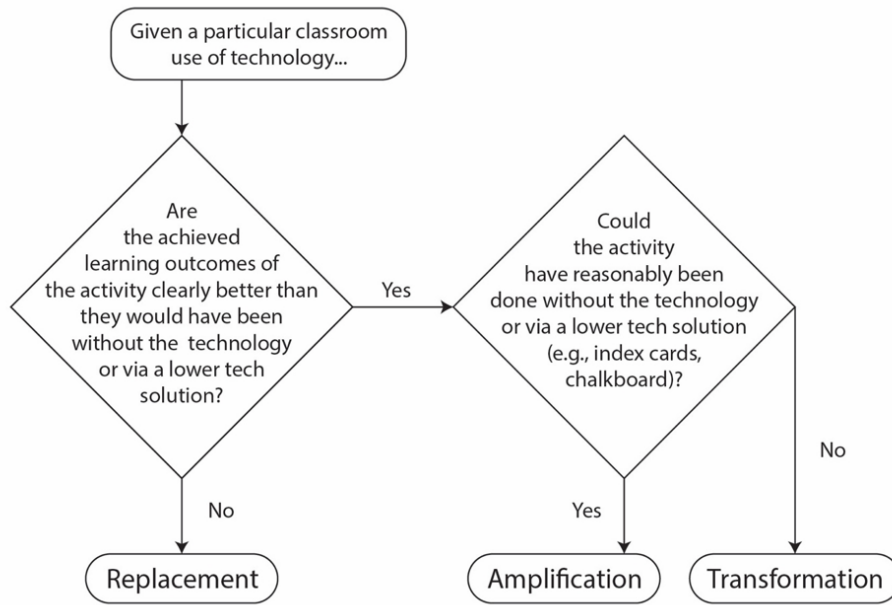 Given a particular classroom
use of technology...
Are
the achieved
learning outcomes of
the activity clearly better than
they would have been
without the technology
or via a lower tech
solution?
Yes
Could
the activity
have reasonably been
done without the technology
or via a lower tech solution
(e.g., index cards,
chalkboard)?
No
Yes
No
Replacement
Amplification
Transformation